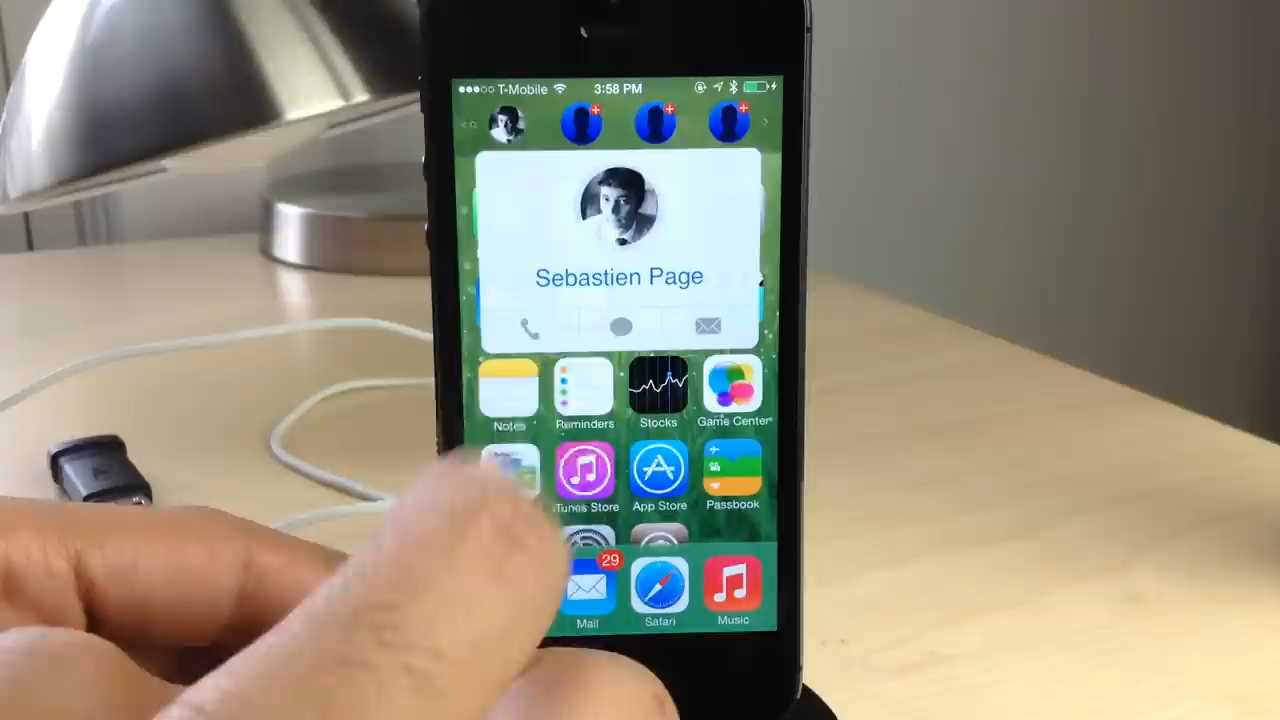 T-Mobile 3:58 PM
Sebastien Page
Notes Reminders Stocks Game Center
iTunes Store App Store Passbook
29
Mail Safari Music